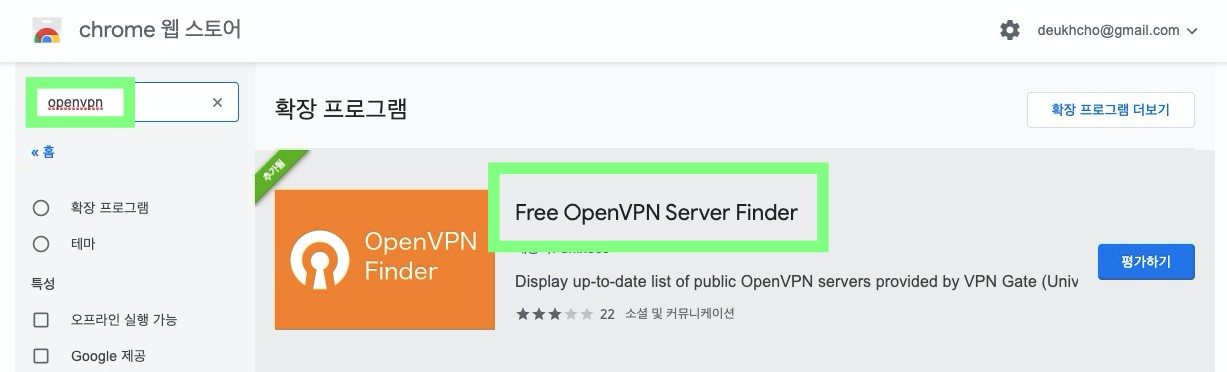 chrome 웹 스토어
deukhcho@gmail.com
openvpn
« 홈
확장 프로그램
테마
특성
오프라인 실행 가능
Google 제공
확장 프로그램
확장 프로그램 더보기
추가됨
OpenVPN
Finder
Free OpenVPN Server Finder
Display up-to-date list of public OpenVPN servers provided by VPN Gate (Univ
22 소셜 및 커뮤니케이션
평가하기